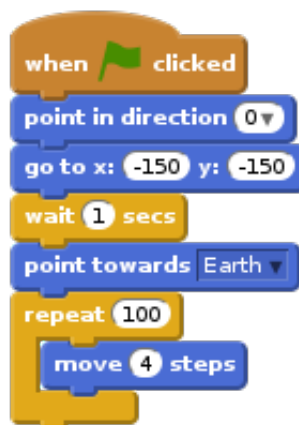 when clicked
point in direction 0
go to x: -150 y: -150
wait 1 secs
point towards Earth
repeat 100
move 4 steps